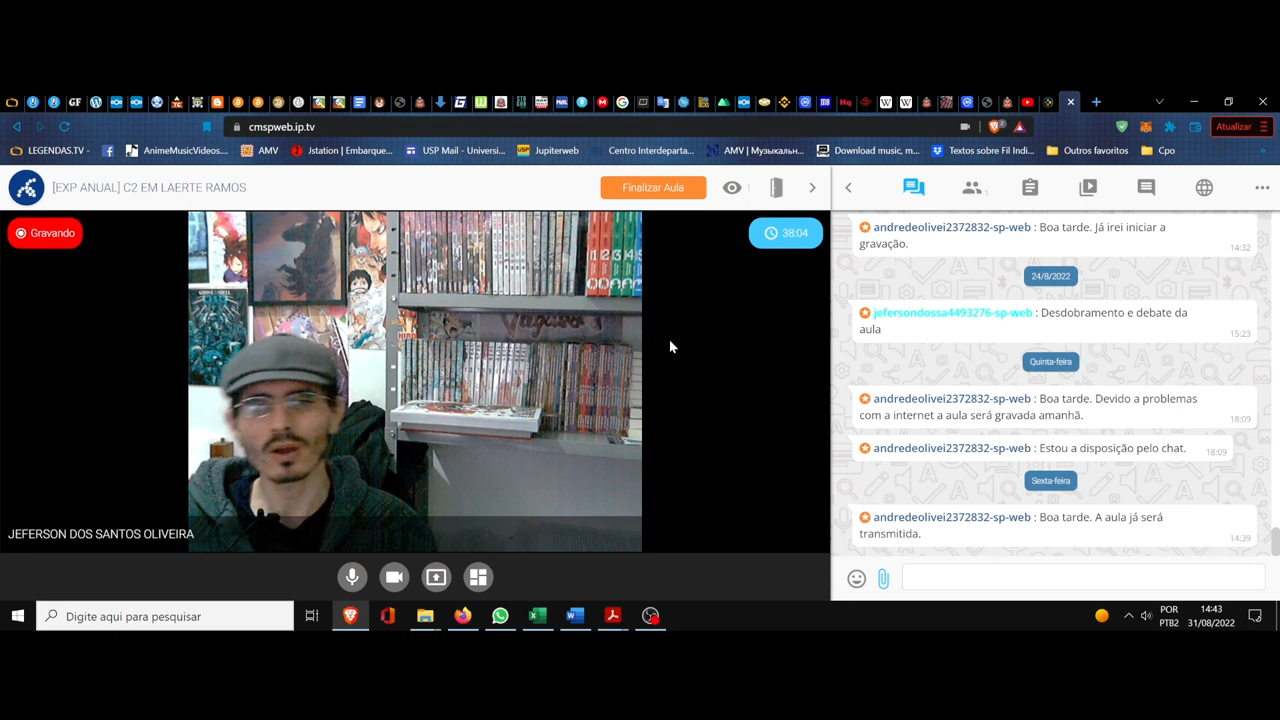 cmspweb.ip.tv
Atualizar
LEGENDAS.TV -
AnimeMusicVideos....
AMV
Jstation | Embarque...
USP Mail - Universi...
Jupiterweb
Centro Interdeparta...
AMV | Музыкальн...
Download music, m...
Textos sobre Fil Indi...
Outros favoritos
Cpo
[EXP ANUAL] C2 EM LAERTE RAMOS
Finalizar Aula
1
1
Gravando
38:04
JEFERSON DOS SANTOS OLIVEIRA
andredeolivei2372832-sp-web : Boa tarde. Já irei iniciar a
gravação.
14:32
24/8/2022
jefersondossa4493276-sp-web : Desdobramento e debate da
aula
15:23
Quinta-feira
andredeolivei2372832-sp-web : Boa tarde. Devido a problemas
com a internet a aula será gravada amanhã.
18:09
andredeolivei2372832-sp-web : Estou a disposição pelo chat.
18:09
Sexta-feira
andredeolivei2372832-sp-web : Boa tarde. A aula já será
transmitida.
14:39
Digite aqui para pesquisar
POR
PTB2
14:43
31/08/2022